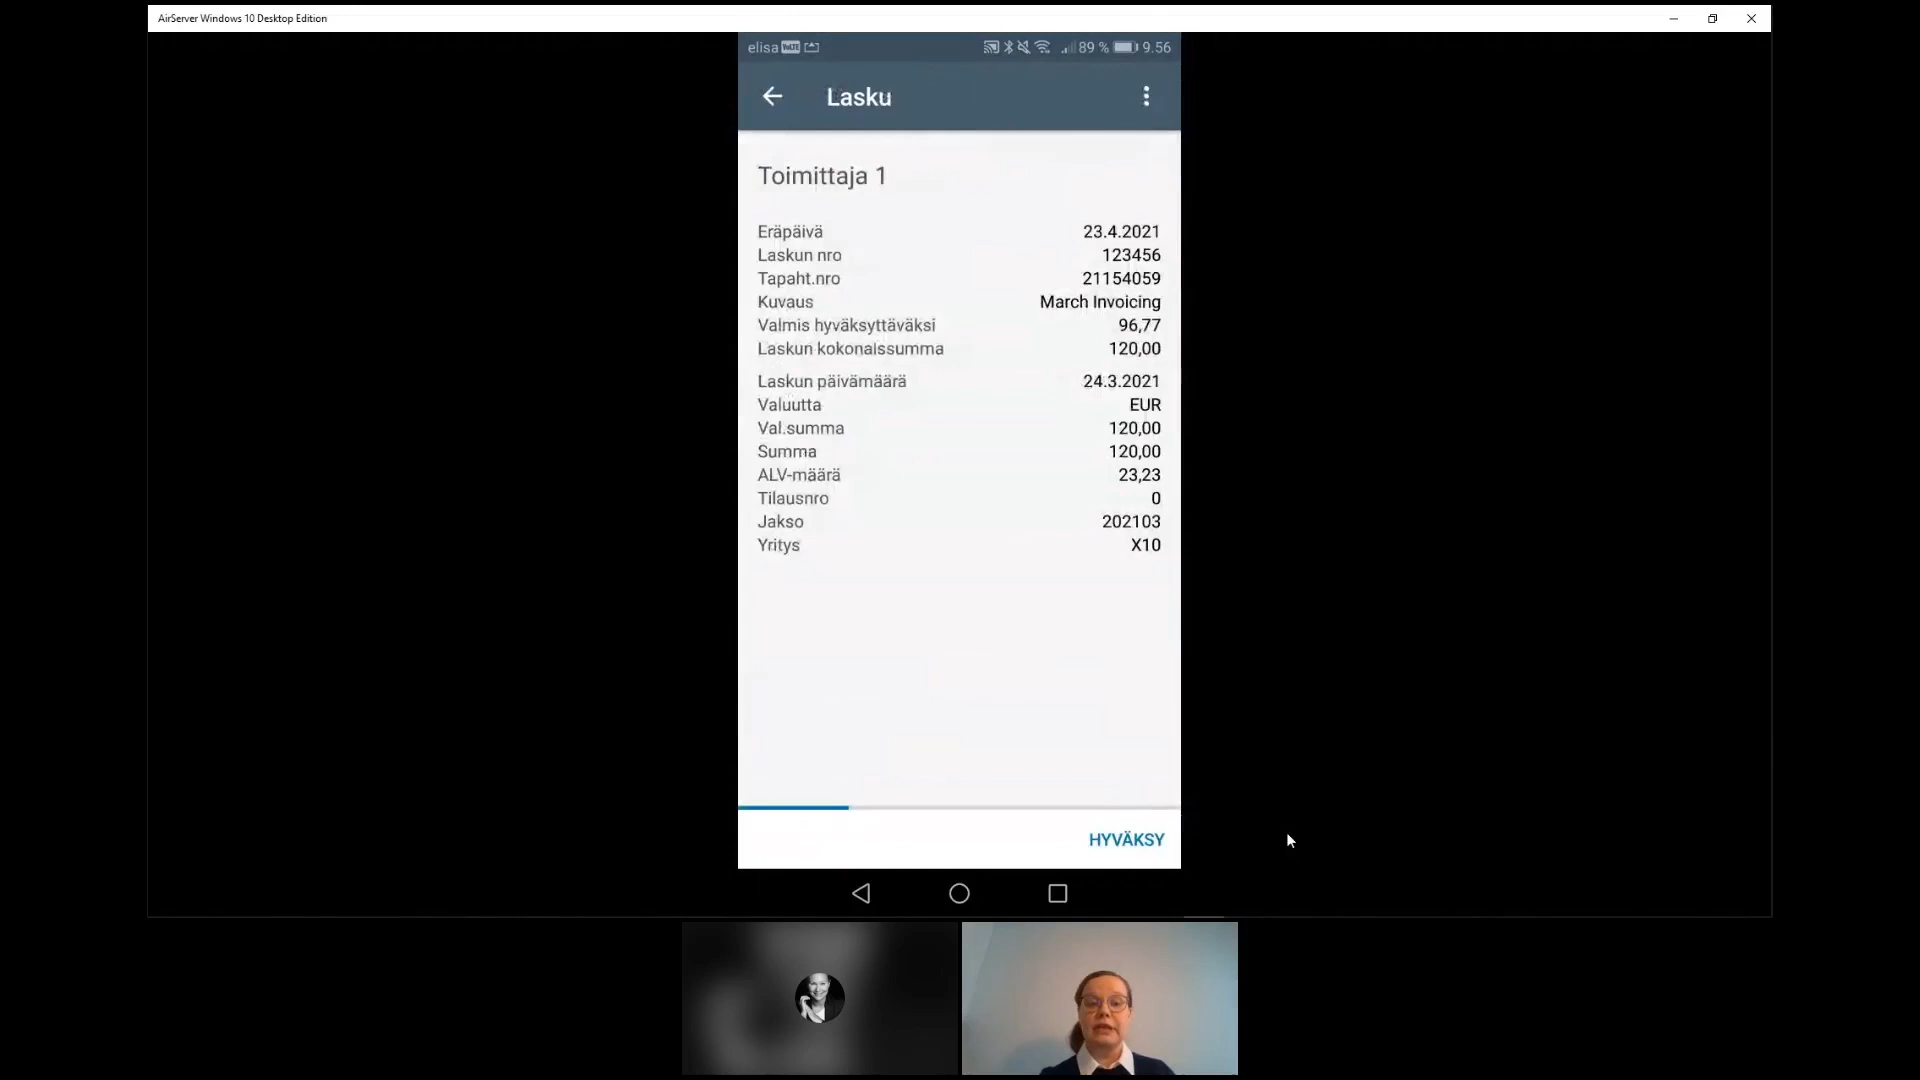 AirServer Windows 10 Desktop Edition
elisa VoLTE 89 % 9.56
Lasku
Toimittaja 1
Eräpäivä 23.4.2021
Laskun nro 123456
Tapaht.nro 21154059
Kuvaus March Invoicing
Valmis hyväksyttäväksi 96,77
Laskun kokonaissumma 120,00
Laskun päivämäärä 24.3.2021
Valuutta EUR
Val.summa 120,00
Summa 120,00
ALV-määrä 23,23
Tilausnro 0
Jakso 202103
Yritys X10
HYVÄKSY